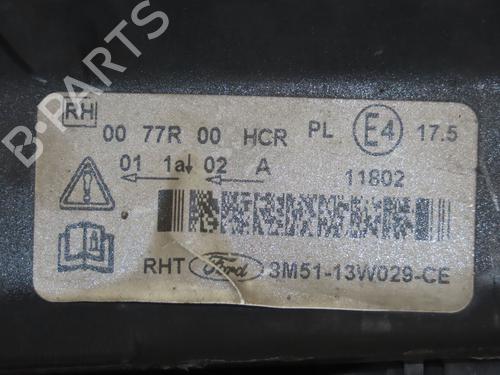 B-PARTS
RH
00 77R 00 HCR PL E4 17.5
01 1a 02 A
11802
RHT Ford 3M51-13W029-CE